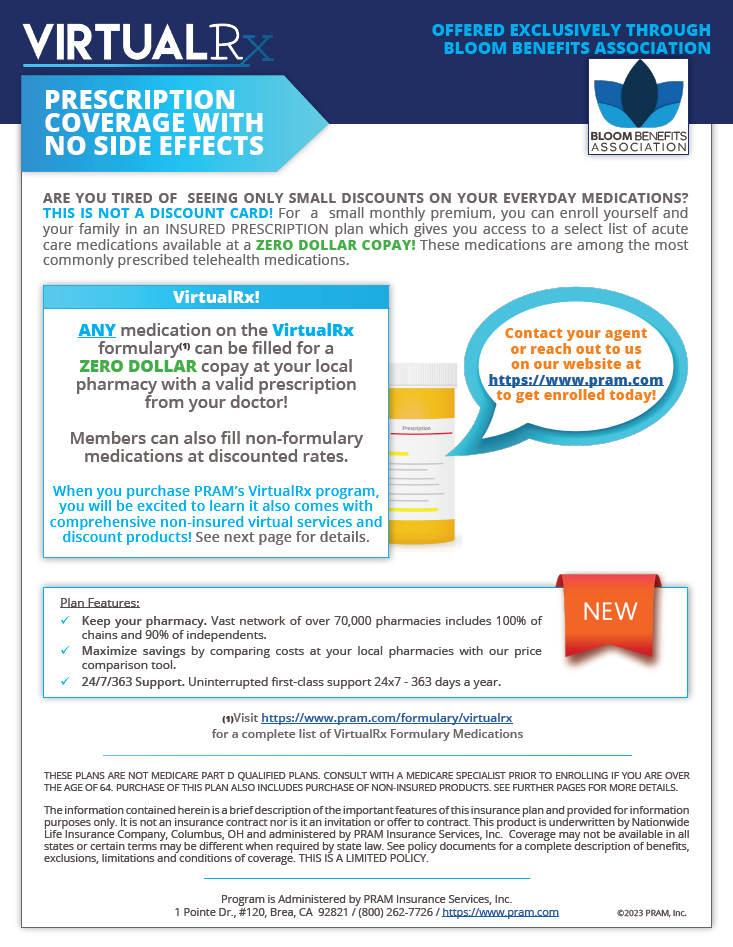 VIRTUALRx
OFFERED EXCLUSIVELY THROUGH
BLOOM BENEFITS ASSOCIATION
PRESCRIPTION
COVERAGE WITH
NO SIDE EFFECTS
BLOOM BENEFITS
ASSOCIATION
ARE YOU TIRED OF SEEING ONLY SMALL DISCOUNTS ON YOUR EVERYDAY MEDICATIONS?
THIS IS NOT A DISCOUNT CARD! For a small monthly premium, you can enroll yourself and
your family in an INSURED PRESCRIPTION plan which gives you access to a select list of acute
care medications available at a ZERO DOLLAR COPAY! These medications are among the most
commonly prescribed telehealth medications.
VirtualRx!
ANY medication on the VirtualRx
formulary(1) can be filled for a
ZERO DOLLAR copay at your local
pharmacy with a valid prescription
from your doctor!
Members can also fill non-formulary
medications at discounted rates.
When you purchase PRAM's VirtualRx program,
you will be excited to learn it also comes with
comprehensive non-insured virtual services and
discount products! See next page for details.
Prescription
Contact your agent
or reach out to us
on our website at
https://www.pram.com
to get enrolled today!
Plan Features:
✓ Keep your pharmacy. Vast network of over 70,000 pharmacies includes 100% of
chains and 90% of independents.
✓ Maximize savings by comparing costs at your local pharmacies with our price
comparison tool.
✓ 24/7/363 Support. Uninterrupted first-class support 24x7 - 363 days a year.
NEW
(1)Visit https://www.pram.com/formulary/virtualrx
for a complete list of VirtualRx Formulary Medications
THESE PLANS ARE NOT MEDICARE PART D QUALIFIED PLANS. CONSULT WITH A MEDICARE SPECIALIST PRIOR TO ENROLLING IF YOU ARE OVER
THE AGE OF 64. PURCHASE OF THIS PLAN ALSO INCLUDES PURCHASE OF NON-INSURED PRODUCTS. SEE FURTHER PAGES FOR MORE DETAILS.
The information contained herein is a brief description of the important features of this insurance plan and provided for information
purposes only. It is not an insurance contract nor is it an invitation or offer to contract. This product is underwritten by Nationwide
Life Insurance Company, Columbus, OH and administered by PRAM Insurance Services, Inc. Coverage may not be available in all
states or certain terms may be different when required by state law. See policy documents for a complete description of benefits,
exclusions, limitations and conditions of coverage. THIS IS A LIMITED POLICY.
Program is Administered by PRAM Insurance Services, Inc.
1 Pointe Dr., #120, Brea, CA 92821 / (800) 262-7726 / https://www.pram.com
©2023 PRAM, Inc.